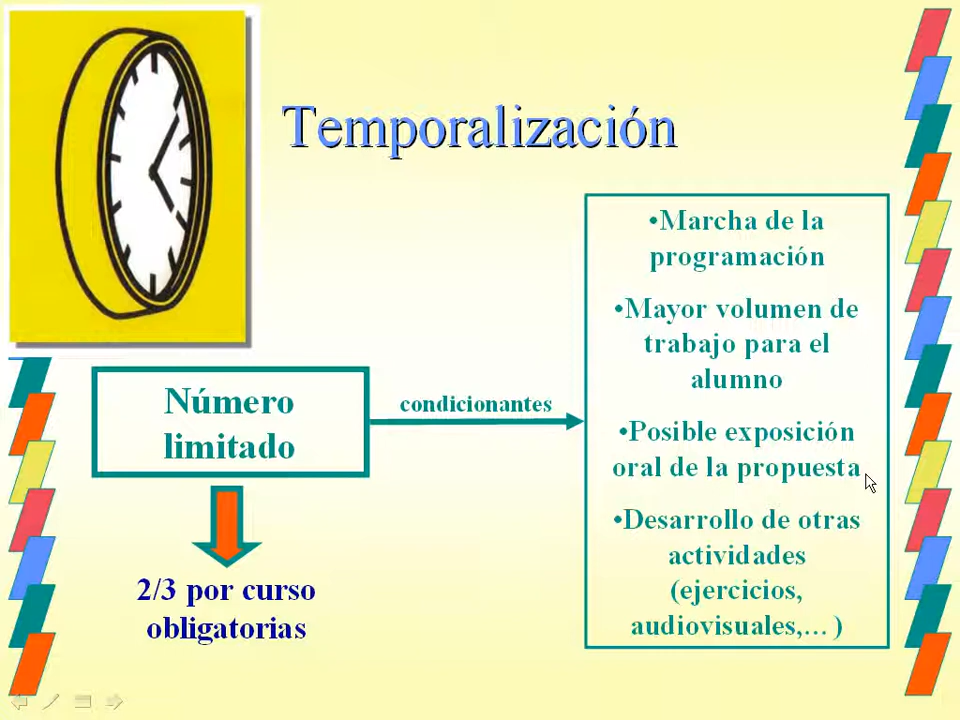 Temporalización
•Marcha de la
programación
•Mayor volumen de
trabajo para el
alumno
•Posible exposición
oral de la propuesta
•Desarrollo de otras
actividades
(ejercicios,
audiovisuales,…)
Número
limitado
condicionantes
2/3 por curso
obligatorias